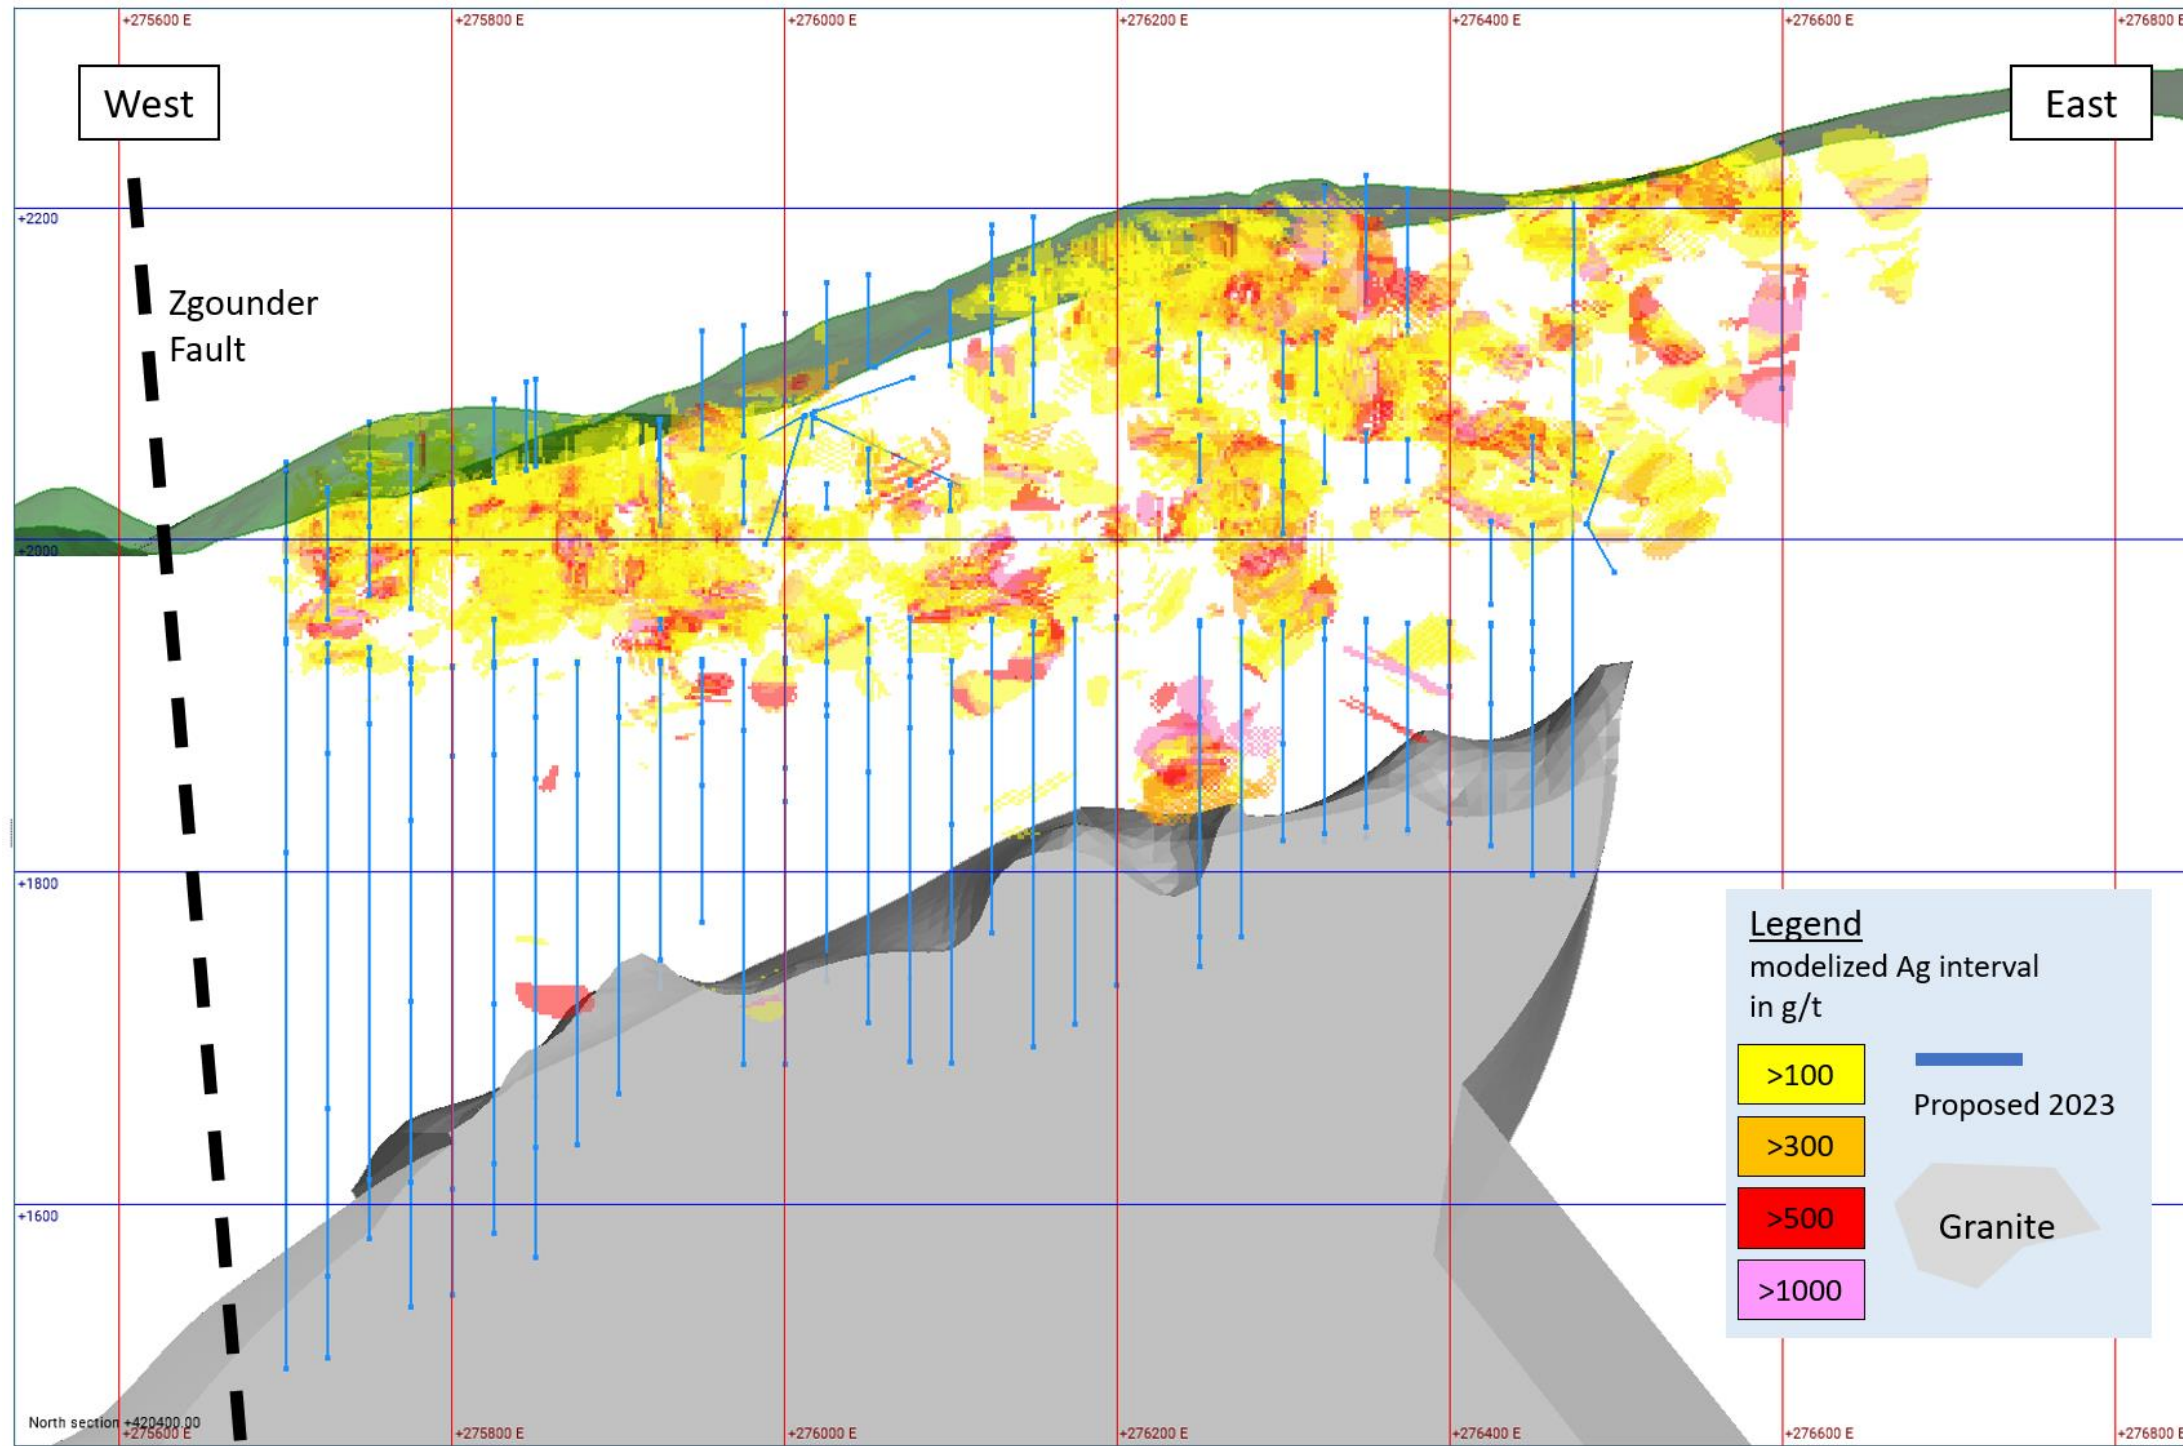 +275600 E
+275800 E
+276000 E
+276200 E
+276400 E
+276600 E
+276800 E
West
East
+2200
Zgounder
Fault
+2000
+1800
+1600
Legend
modelized Ag interval
in g/t
>100
>300
>500
>1000
Proposed 2023
Granite
North section +420400.00
+275600 E
+275800 E
+276000 E
+276200 E
+276400 E
+276600 E
+276800 E